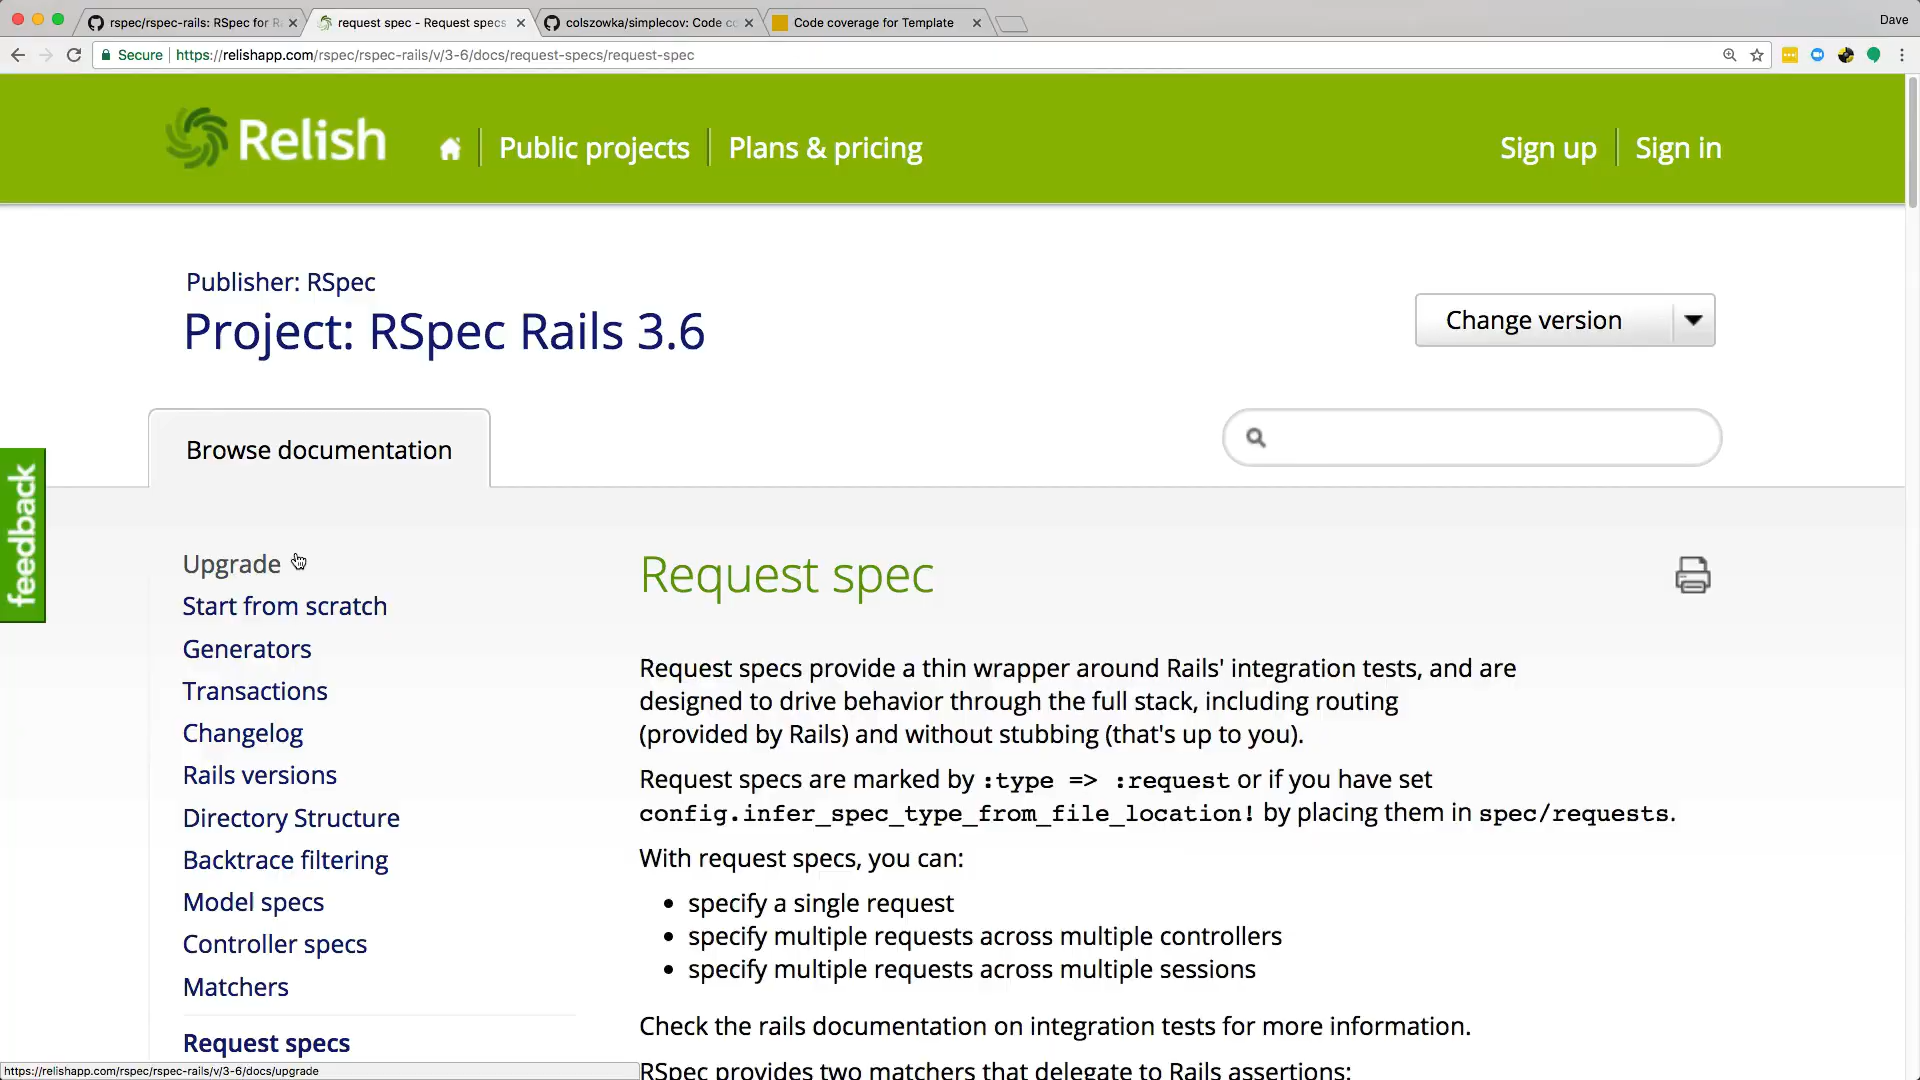 rspec/rspec-rails: RSpec for R
request spec - Request specs
colszowka/simplecov: Code co
Code coverage for Template
Dave
Secure
https://relishapp.com/rspec/rspec-rails/v/3-6/docs/request-specs/request-spec
Relish
Public projects
Plans & pricing
Sign up
Sign in
Publisher: RSpec
Project: RSpec Rails 3.6
Change version
Browse documentation
feedback
Upgrade
Start from scratch
Generators
Transactions
Changelog
Rails versions
Directory Structure
Backtrace filtering
Model specs
Controller specs
Matchers
Request specs
Request spec
Request specs provide a thin wrapper around Rails' integration tests, and are
designed to drive behavior through the full stack, including routing
(provided by Rails) and without stubbing (that's up to you).
Request specs are marked by :type => :request or if you have set
config.infer_spec_type_from_file_location! by placing them in spec/requests.
With request specs, you can:
• specify a single request
• specify multiple requests across multiple controllers
• specify multiple requests across multiple sessions
Check the rails documentation on integration tests for more information.
RSpec provides two matchers that delegate to Rails assertions:
https://relishapp.com/rspec/rspec-rails/v/3-6/docs/upgrade